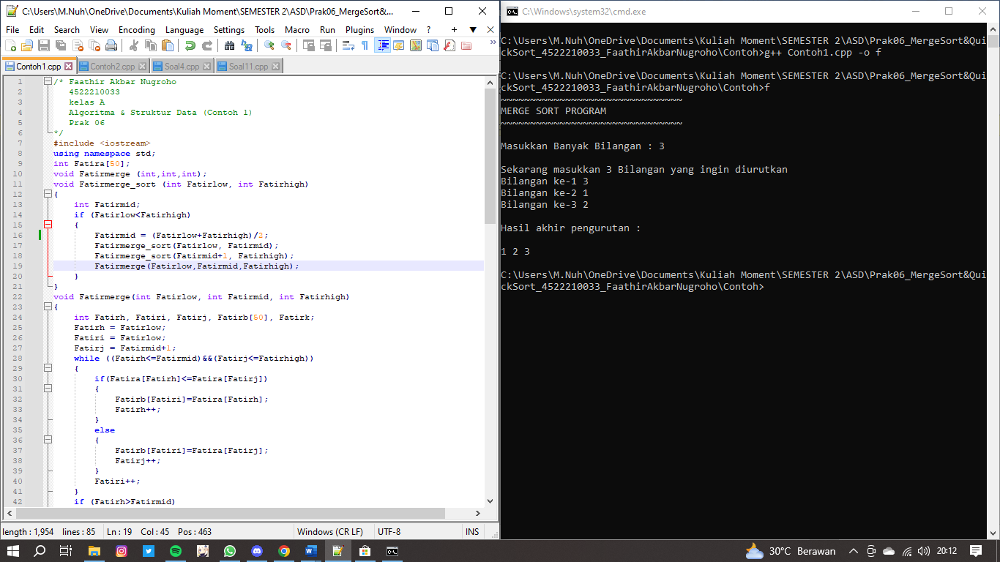 C:\Users\M.Nuh\OneDrive\Documents\Kuliah Moment\SEMESTER 2\ASD\Prak06_MergeSort&...
File Edit Search View Encoding Language Settings Tools Macro Run Plugins Window ? + ▼ X
Contoh1.cpp Contoh2.cpp Soal4.cpp Soal11.cpp
1 /* Faathir Akbar Nugroho
2 4522210033
3 kelas A
4 Algoritma & Struktur Data (Contoh 1)
5 Prak 06
6 */
7 #include <iostream>
8 using namespace std;
9 int Fatira[50];
10 void Fatirmerge (int,int,int);
11 void Fatirmerge_sort (int Fatirlow, int Fatirhigh)
12 {
13 int Fatirmid;
14 if (Fatirlow<Fatirhigh)
15 {
16 Fatirmid = (Fatirlow+Fatirhigh)/2;
17 Fatirmerge_sort(Fatirlow, Fatirmid);
18 Fatirmerge_sort(Fatirmid+1, Fatirhigh);
19 Fatirmerge(Fatirlow,Fatirmid,Fatirhigh);
20 }
21 }
22 void Fatirmerge(int Fatirlow, int Fatirmid, int Fatirhigh)
23 {
24 int Fatirh, Fatiri, Fatirj, Fatirb[50], Fatirk;
25 Fatirh = Fatirlow;
26 Fatiri = Fatirlow;
27 Fatirj = Fatirmid+1;
28 while ((Fatirh<=Fatirmid)&&(Fatirj<=Fatirhigh))
29 {
30 if(Fatira[Fatirh]<=Fatira[Fatirj])
31 {
32 Fatirb[Fatiri]=Fatira[Fatirh];
33 Fatirh++;
34 }
35 else
36 {
37 Fatirb[Fatiri]=Fatira[Fatirj];
38 Fatirj++;
39 }
40 Fatiri++;
41 }
42 if (Fatirh>Fatirmid)
length : 1,954 lines : 85 Ln : 19 Col : 45 Pos : 463 Windows (CR LF) UTF-8 INS
C:\Windows\system32\cmd.exe
C:\Users\M.Nuh\OneDrive\Documents\Kuliah Moment\SEMESTER 2\ASD\Prak06_MergeSort&Qui
ckSort_4522210033_FaathirAkbarNugroho\Contoh>g++ Contoh1.cpp -o f
C:\Users\M.Nuh\OneDrive\Documents\Kuliah Moment\SEMESTER 2\ASD\Prak06_MergeSort&Qui
ckSort_4522210033_FaathirAkbarNugroho\Contoh>f
~~~~~~~~~~~~~~~~~~~~~~~~~~~~~~~
MERGE SORT PROGRAM
~~~~~~~~~~~~~~~~~~~~~~~~~~~~~~~
Masukkan Banyak Bilangan : 3
Sekarang masukkan 3 Bilangan yang ingin diurutkan
Bilangan ke-1 3
Bilangan ke-2 1
Bilangan ke-3 2
Hasil akhir pengurutan :
1 2 3
C:\Users\M.Nuh\OneDrive\Documents\Kuliah Moment\SEMESTER 2\ASD\Prak06_MergeSort&Qui
ckSort_4522210033_FaathirAkbarNugroho\Contoh>
30°C Berawan 20:12